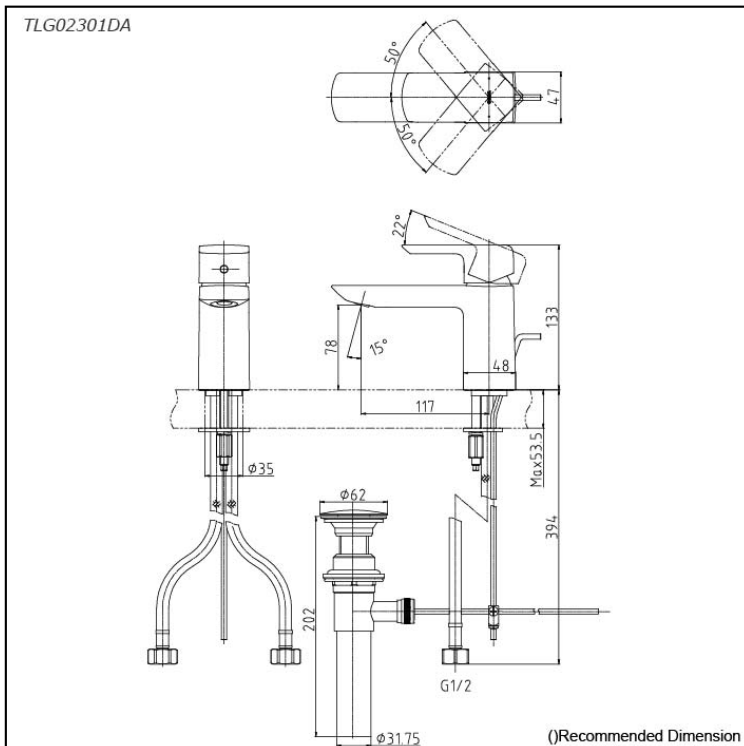 TLG02301DA
50°
50°
47
22°
133
78
15°
48
117
Max53.5
Ø35
Ø62
394
202
G1/2
Ø31.75
()Recommended Dimension